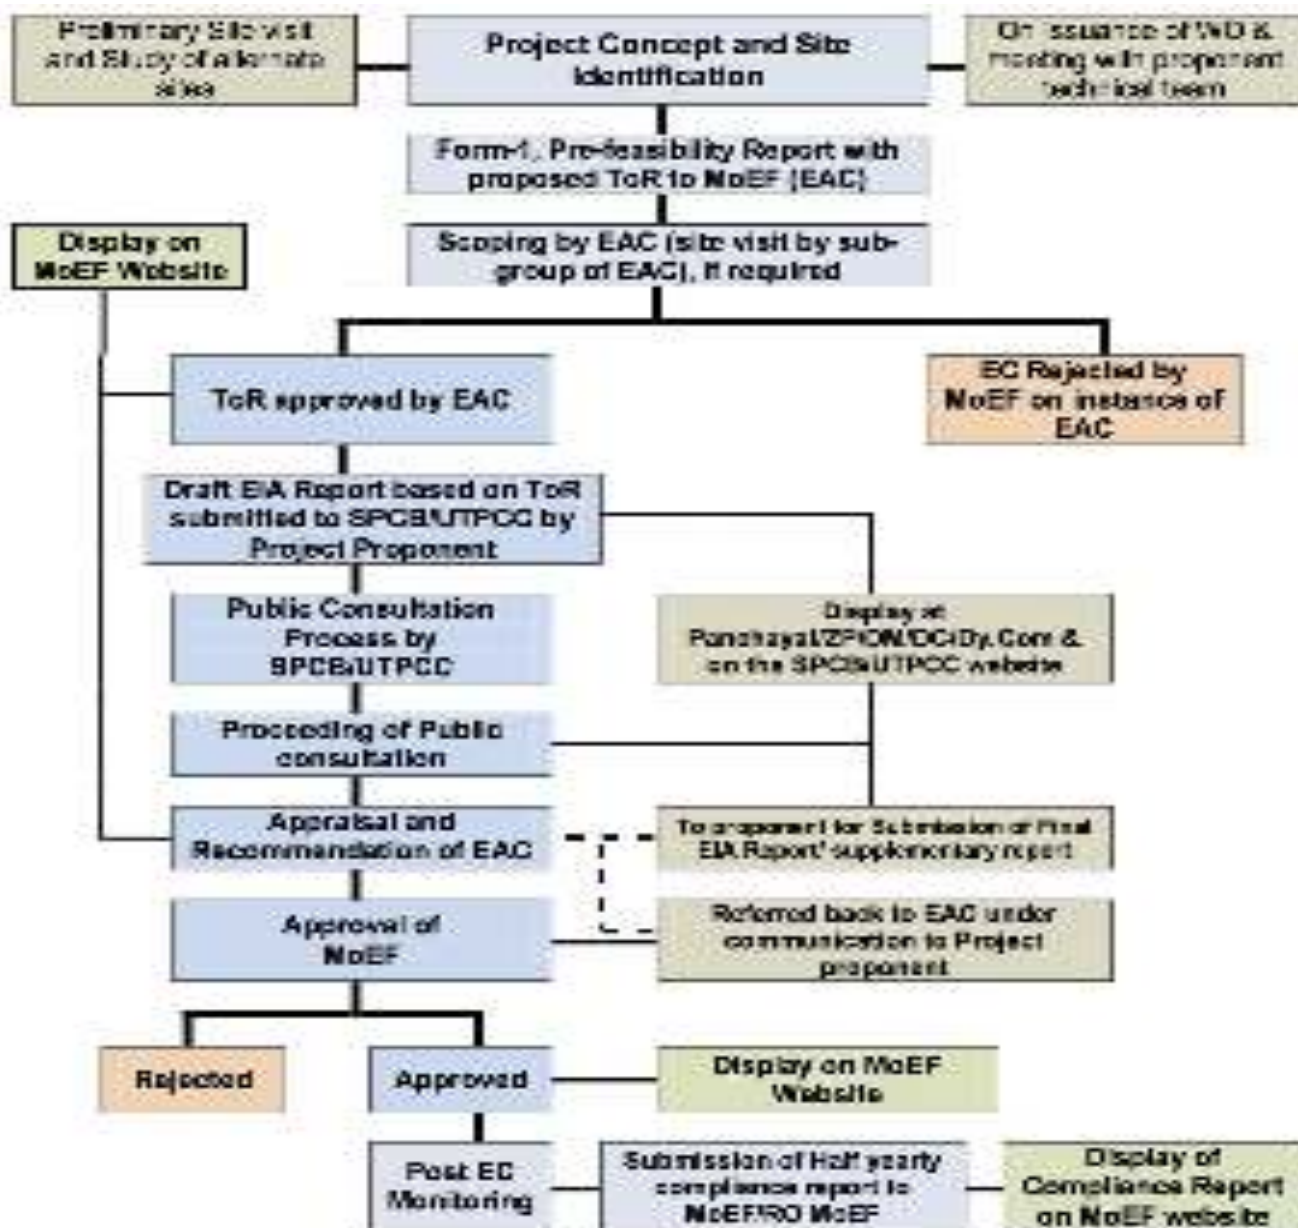 Preliminary Site visit
and Study of alternate
sites
Project Concept and Site
Identification
On Issuance of WO &
meeting with proponent
technical team
Form-1, Pre-feasibility Report with
proposed ToR to MoEF (EAC)
Display on
MoEF Website
Scoping by EAC (site visit by sub-
group of EAC), if required
ToR approved by EAC
EC Rejected by
MoEF on instance of
EAC
Draft EIA Report based on ToR
submitted to SPCB/UTPCC by
Project Proponent
Public Consultation
Process by
SPCB/UTPCC
Display at
Panchayat/ZP/DM/DC/Dy.Com &
on the SPCB/UTPCC website
Proceeding of Public
consultation
Appraisal and
Recommendation of EAC
To proponent for Submission of Final
EIA Report/ supplementary report
Approval of
MoEF
Referred back to EAC under
communication to Project
proponent
Rejected
Approved
Display on MoEF
Website
Post EC
Monitoring
Submission of Half yearly
compliance report to
MoEF/RO MoEF
Display of
Compliance Report
on MoEF website